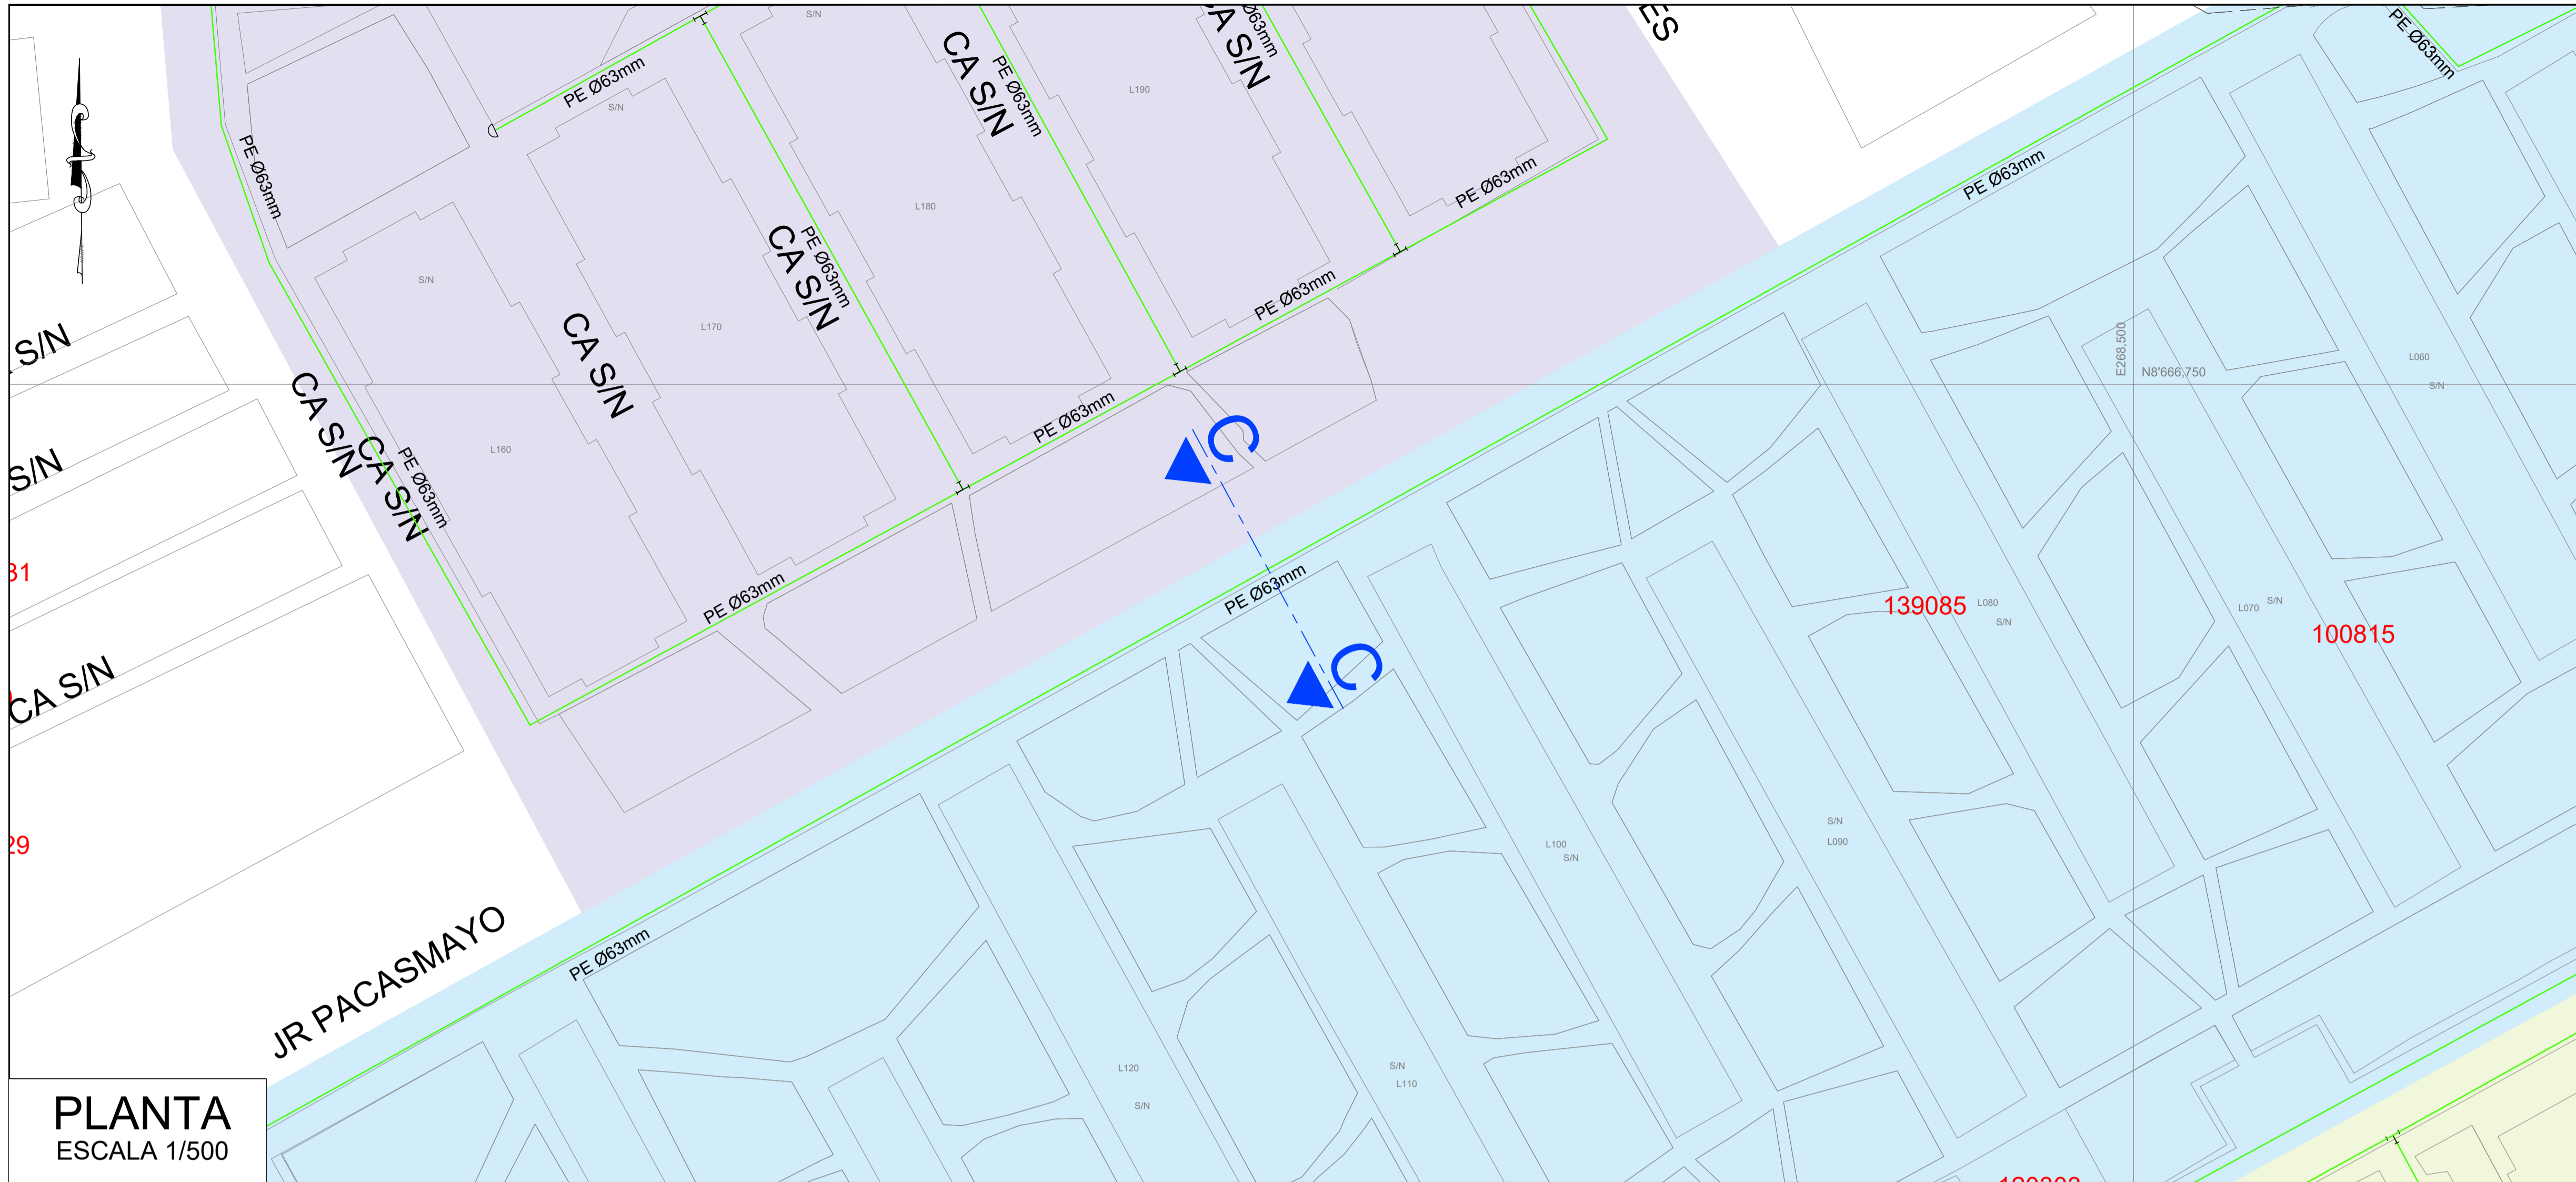 S/N
CA S/N
CA S/N
ES
PE Ø63mm
PE Ø63mm
PE Ø63mm
PE Ø63mm
S/N
L190
PE Ø63mm
PE Ø63mm
PE Ø63mm
L180
CA S/N
PE Ø63mm
S/N
PE Ø63mm
CA S/N
L170
S/N
E268,500
N8'666,750
L060
S/N
CA S/N
CA S/N
PE Ø63mm
L160
PE Ø63mm
C
S/N
PE Ø63mm
PE Ø63mm
139085
L080
S/N
L070
S/N
100815
C
CA S/N
S/N
L090
L100
S/N
JR PACASMAYO
PE Ø63mm
L120
S/N
S/N
L110
PLANTA
ESCALA 1/500